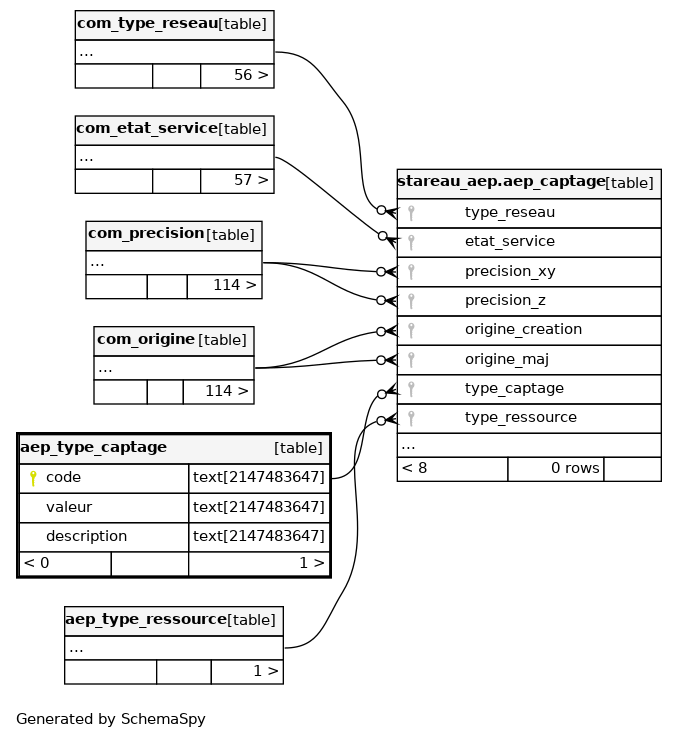 com_type_reseau [table]
...
56 >
com_etat_service [table]
...
57 >
com_precision [table]
...
114 >
com_origine [table]
...
114 >
aep_type_captage [table]
code text[2147483647]
valeur text[2147483647]
description text[2147483647]
< 0 1 >
aep_type_ressource [table]
...
1 >
stareau_aep.aep_captage [table]
type_reseau
etat_service
precision_xy
precision_z
origine_creation
origine_maj
type_captage
type_ressource
...
< 8 0 rows
Generated by SchemaSpy